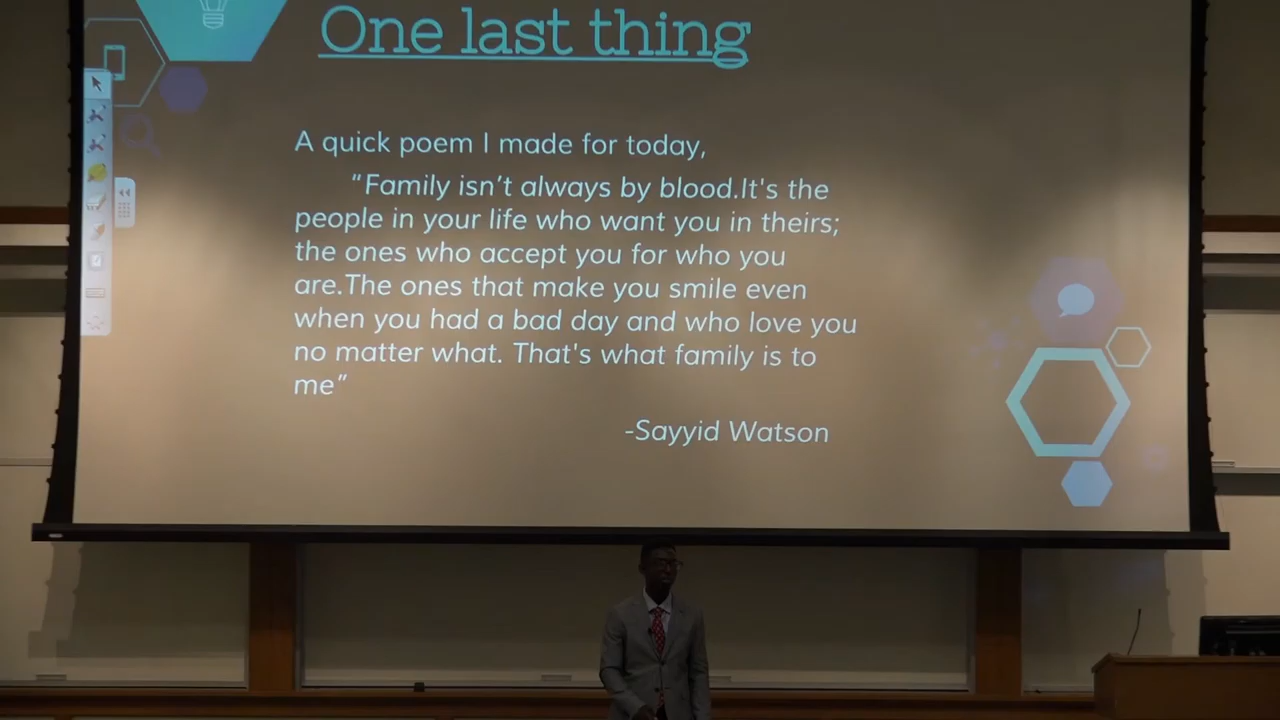 One last thing
A quick poem I made for today,
“Family isn’t always by blood.It's the
people in your life who want you in theirs;
the ones who accept you for who you
are.The ones that make you smile even
when you had a bad day and who love you
no matter what. That's what family is to
me”
-Sayyid Watson